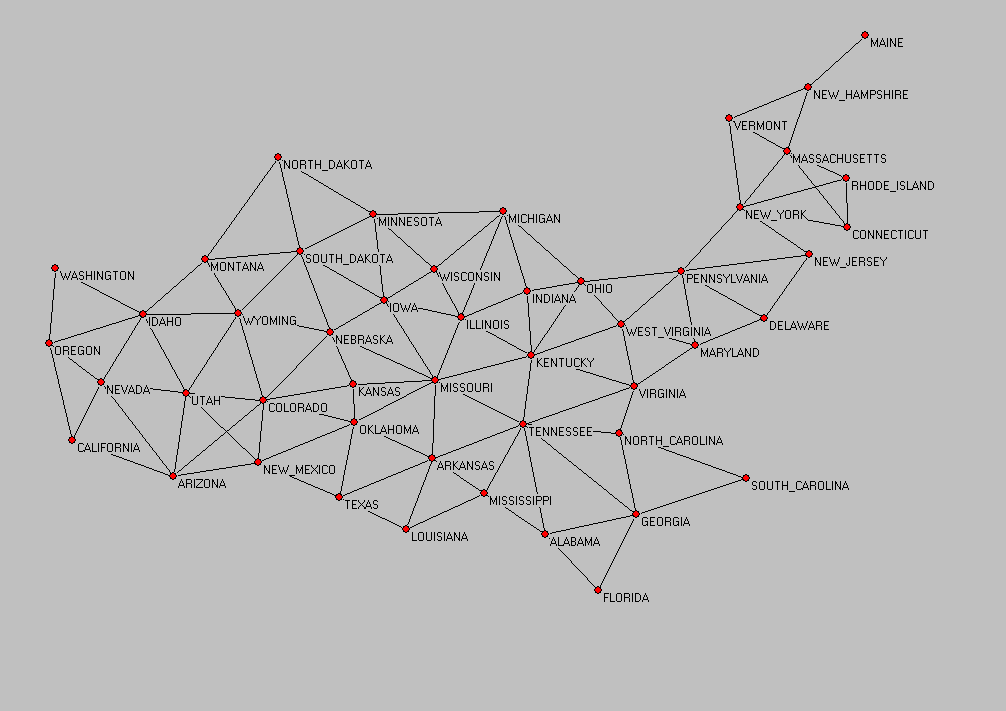 MAINE
NEW_HAMPSHIRE
VERMONT
MASSACHUSETTS
NORTH_DAKOTA
RHODE_ISLAND
NEW_YORK
MINNESOTA
MICHIGAN
CONNECTICUT
SOUTH_DAKOTA
NEW_JERSEY
MONTANA
WASHINGTON
WISCONSIN
PENNSYLVANIA
OHIO
INDIANA
IOWA
IDAHO
WYOMING
ILLINOIS
DELAWARE
WEST_VIRGINIA
NEBRASKA
OREGON
MARYLAND
KENTUCKY
NEVADA
KANSAS
MISSOURI
VIRGINIA
UTAH
COLORADO
OKLAHOMA
TENNESSEE
NORTH_CAROLINA
CALIFORNIA
ARKANSAS
NEW_MEXICO
ARIZONA
SOUTH_CAROLINA
MISSISSIPPI
TEXAS
GEORGIA
LOUISIANA
ALABAMA
FLORIDA